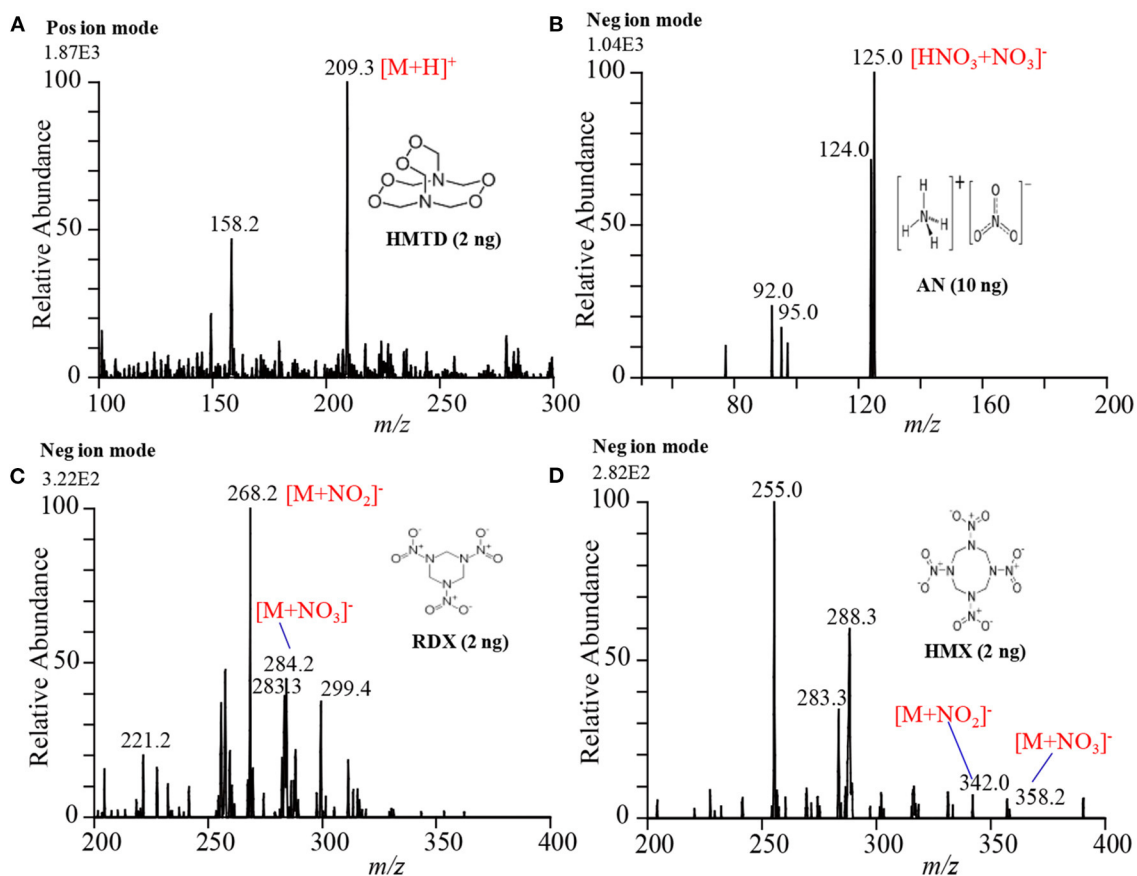 A
Pos ion mode
1.87E3
209.3 [M+H]⁺
158.2
HMTD (2 ng)
Relative Abundance
100
50
0
100 150 200 250 300
m/z
B
Neg ion mode
1.04E3
125.0 [HNO₃+NO₃]⁻
124.0
92.0
95.0
H
N
H
H
H
+
O
N
O
O
−
AN (10 ng)
Relative Abundance
100
50
0
80 120 160 200
m/z
C
Neg ion mode
3.22E2
268.2 [M+NO₂]⁻
[M+NO₃]⁻
284.2
283.3
299.4
221.2
RDX (2 ng)
Relative Abundance
100
50
0
200 250 300 350 400
m/z
D
Neg ion mode
2.82E2
255.0
288.3
283.3
[M+NO₂]⁻
342.0
[M+NO₃]⁻
358.2
HMX (2 ng)
Relative Abundance
100
50
0
200 250 300 350 400
m/z